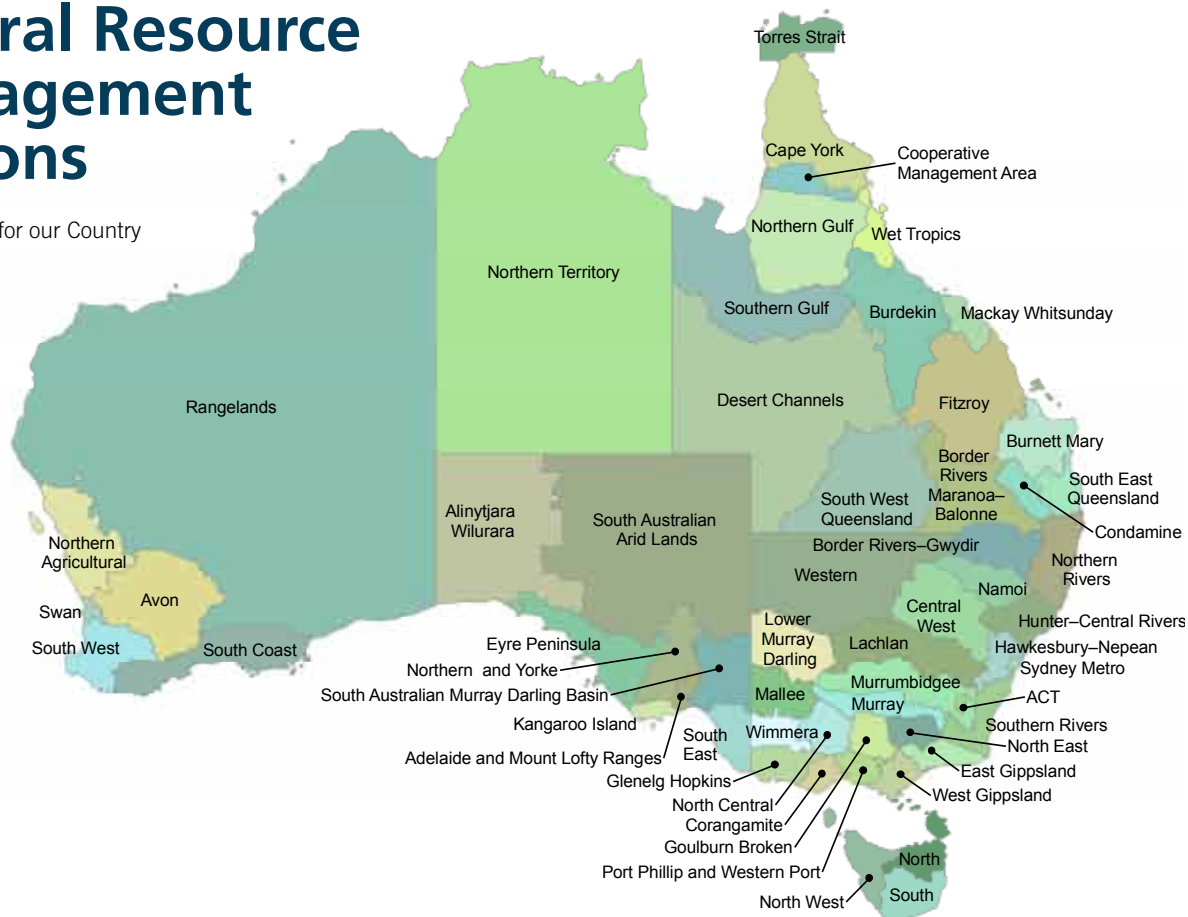 ral Resource
agement
ons
for our Country
Torres Strait
Cape York
Cooperative
Management Area
Northern Gulf
Wet Tropics
Northern Territory
Southern Gulf
Burdekin
Mackay Whitsunday
Rangelands
Desert Channels
Fitzroy
Burnett Mary
Border
Rivers
Maranoa–
Balonne
South East
Queensland
South West
Queensland
Alinytjara
Wilurara
South Australian
Arid Lands
Condamine
Northern
Agricultural
Border Rivers–Gwydir
Northern
Rivers
Western
Namoi
Avon
Swan
Central
West
Hunter–Central Rivers
Lower
Murray
Darling
South West
South Coast
Eyre Peninsula
Lachlan
Hawkesbury–Nepean
Sydney Metro
Northern and Yorke
South Australian Murray Darling Basin
Mallee
Murrumbidgee
Murray
ACT
Kangaroo Island
South
East
Wimmera
Southern Rivers
North East
Adelaide and Mount Lofty Ranges
East Gippsland
Glenelg Hopkins
West Gippsland
North Central
Corangamite
Goulburn Broken
Port Phillip and Western Port
North
North West
South